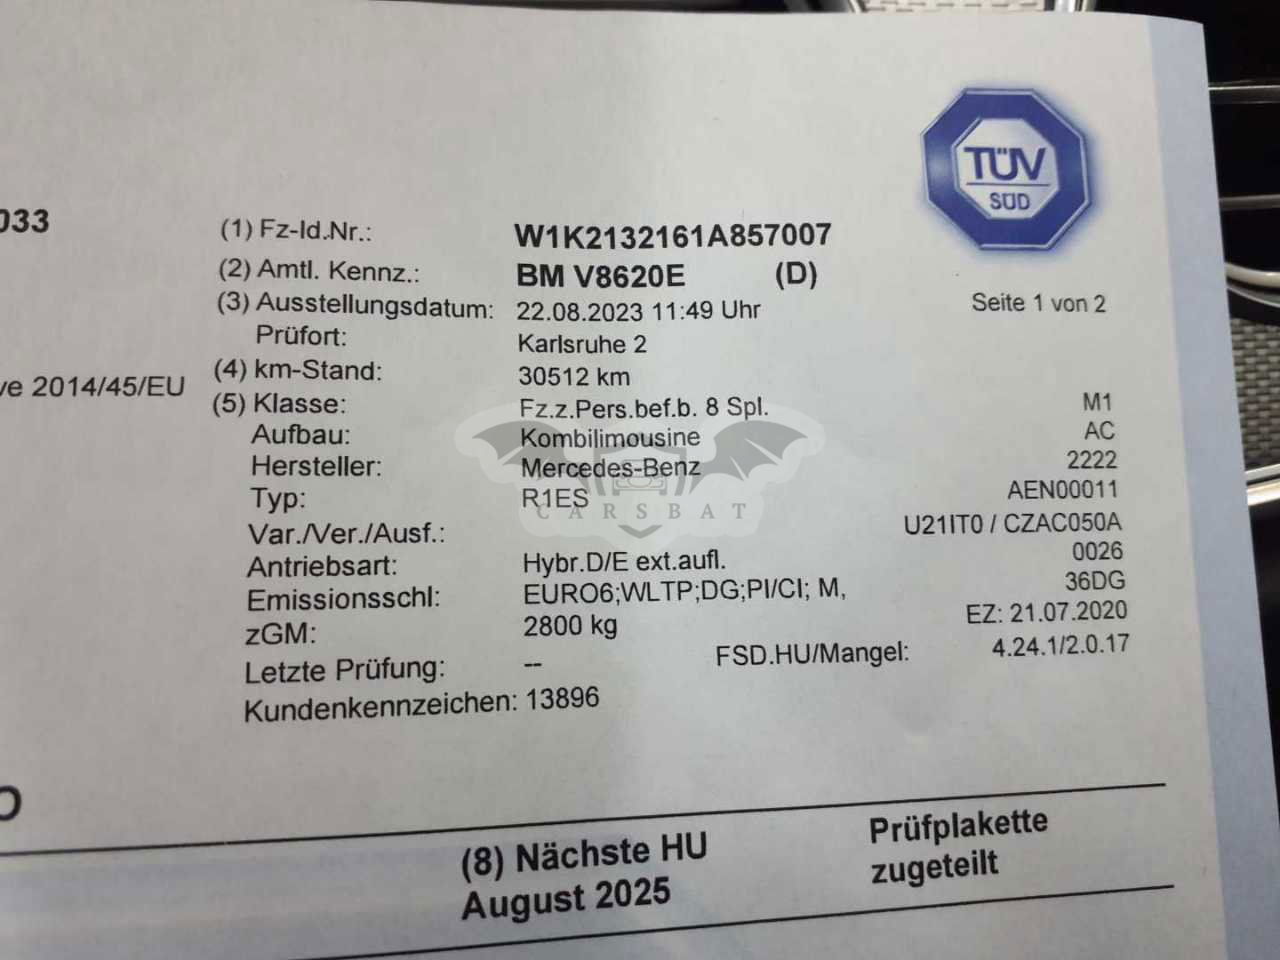 TÜV
SÜD
033
(1) Fz-Id.Nr.: W1K2132161A857007
(2) Amtl. Kennz.: BM V8620E (D)
(3) Ausstellungsdatum: 22.08.2023 11:49 Uhr Seite 1 von 2
Prüfort: Karlsruhe 2
ve 2014/45/EU (4) km-Stand: 30512 km
(5) Klasse: Fz.z.Pers.bef.b. 8 Spl. M1
Aufbau: Kombilimousine AC
Hersteller: Mercedes-Benz 2222
Typ: R1ES AEN00011
CARSBAT
Var./Ver./Ausf.: U21IT0 / CZAC050A
Antriebsart: Hybr.D/E ext.aufl. 0026
Emissionsschl: EURO6;WLTP;DG;PI/CI; M, 36DG
zGM: 2800 kg EZ: 21.07.2020
Letzte Prüfung: -- FSD.HU/Mangel: 4.24.1/2.0.17
Kundenkennzeichen: 13896
O
(8) Nächste HU Prüfplakette
August 2025 zugeteilt